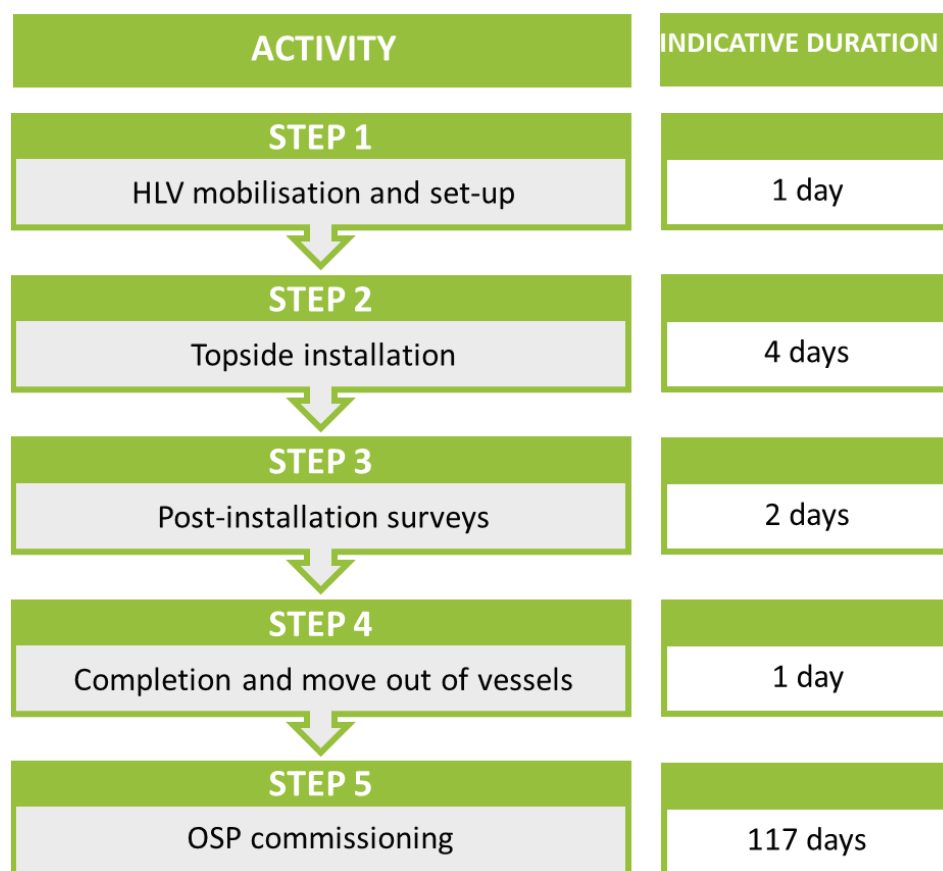 ACTIVITY
INDICATIVE DURATION
STEP 1
HLV mobilisation and set-up
1 day
STEP 2
Topside installation
4 days
STEP 3
Post-installation surveys
2 days
STEP 4
Completion and move out of vessels
1 day
STEP 5
OSP commissioning
117 days